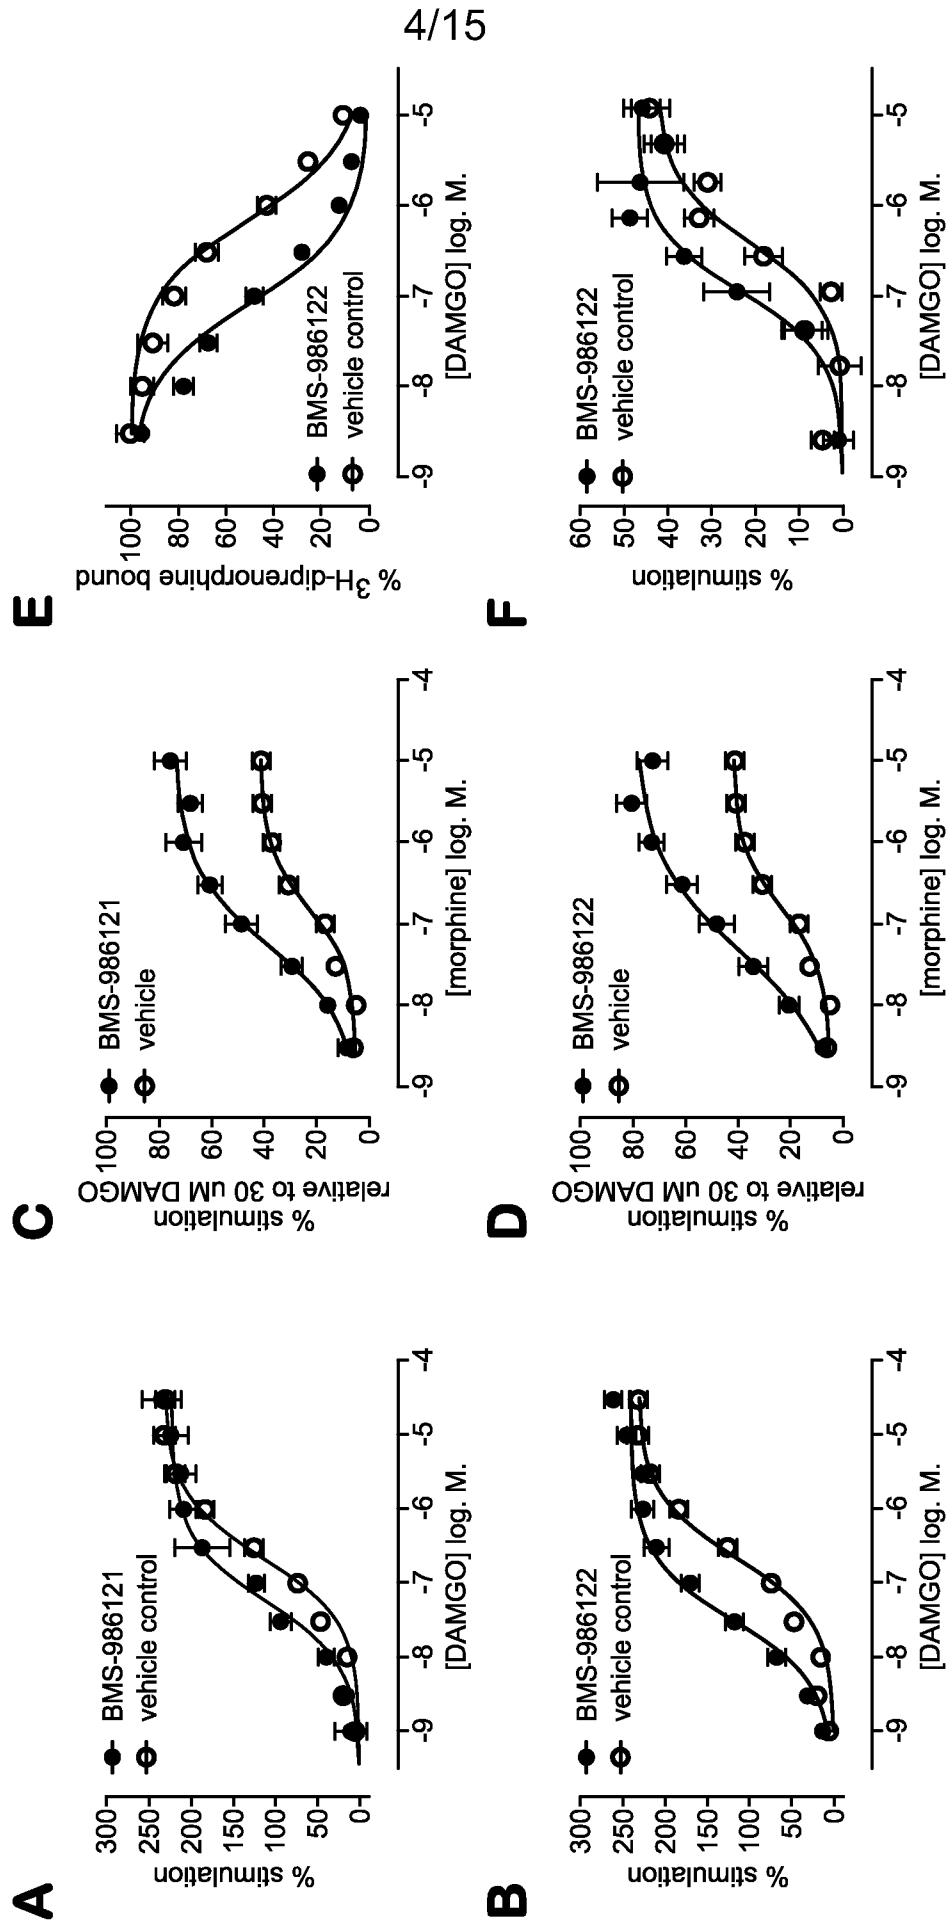 4/15
A
% stimulation
300
250
200
150
100
50
0
BMS-986121
vehicle control
-9
-8
-7
-6
-5
-4
[DAMGO] log. M.
C
% stimulation
relative to 30 uM DAMGO
100
80
60
40
20
0
BMS-986121
vehicle
-9
-8
-7
-6
-5
-4
[morphine] log. M.
E
% 3H-diprenorphine bound
100
80
60
40
20
0
BMS-986122
vehicle control
-9
-8
-7
-6
-5
[DAMGO] log. M.
B
% stimulation
300
250
200
150
100
50
0
BMS-986122
vehicle control
-9
-8
-7
-6
-5
-4
[DAMGO] log. M.
D
% stimulation
relative to 30 uM DAMGO
100
80
60
40
20
0
BMS-986122
vehicle
-9
-8
-7
-6
-5
-4
[morphine] log. M.
F
% stimulation
60
50
40
30
20
10
0
BMS-986122
vehicle control
-9
-8
-7
-6
-5
[DAMGO] log. M.